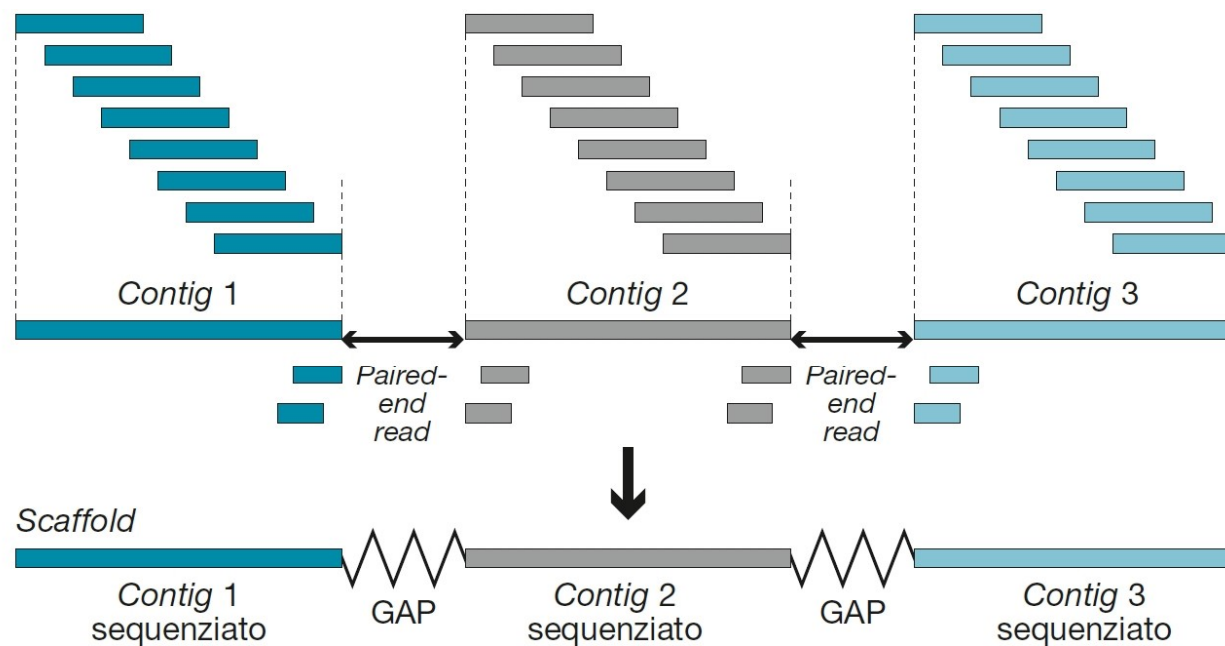 Contig 1
Contig 2
Contig 3
Paired-
end
read
Paired-
end
read
Scaffold
Contig 1
sequenziato
GAP
Contig 2
sequenziato
GAP
Contig 3
sequenziato